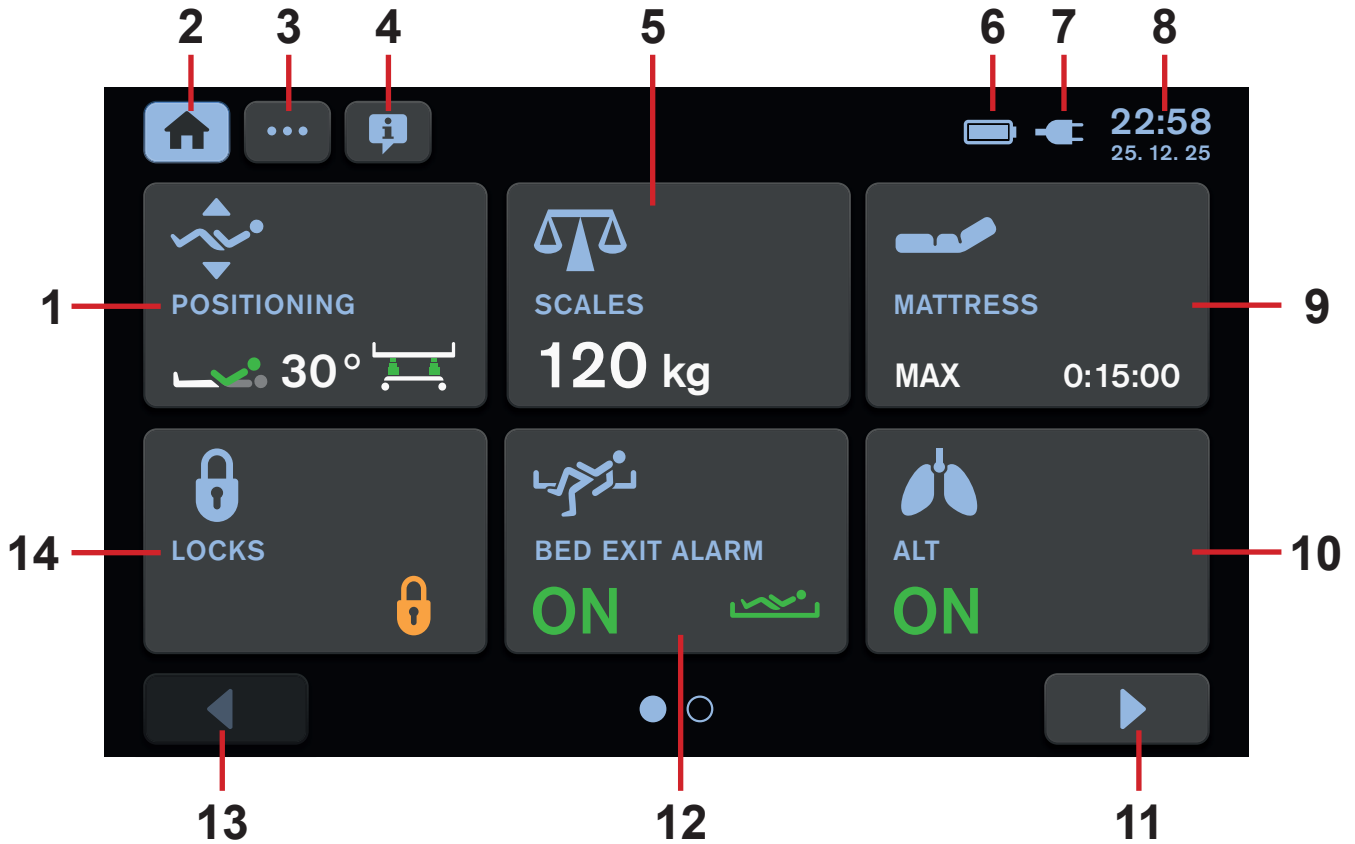 2 3 4 5 6 7 8
22:58
25. 12. 25
1 POSITIONING SCALES MATTRESS 9
30° 120 kg MAX 0:15:00
14 LOCKS BED EXIT ALARM ALT 10
ON ON
13 12 11